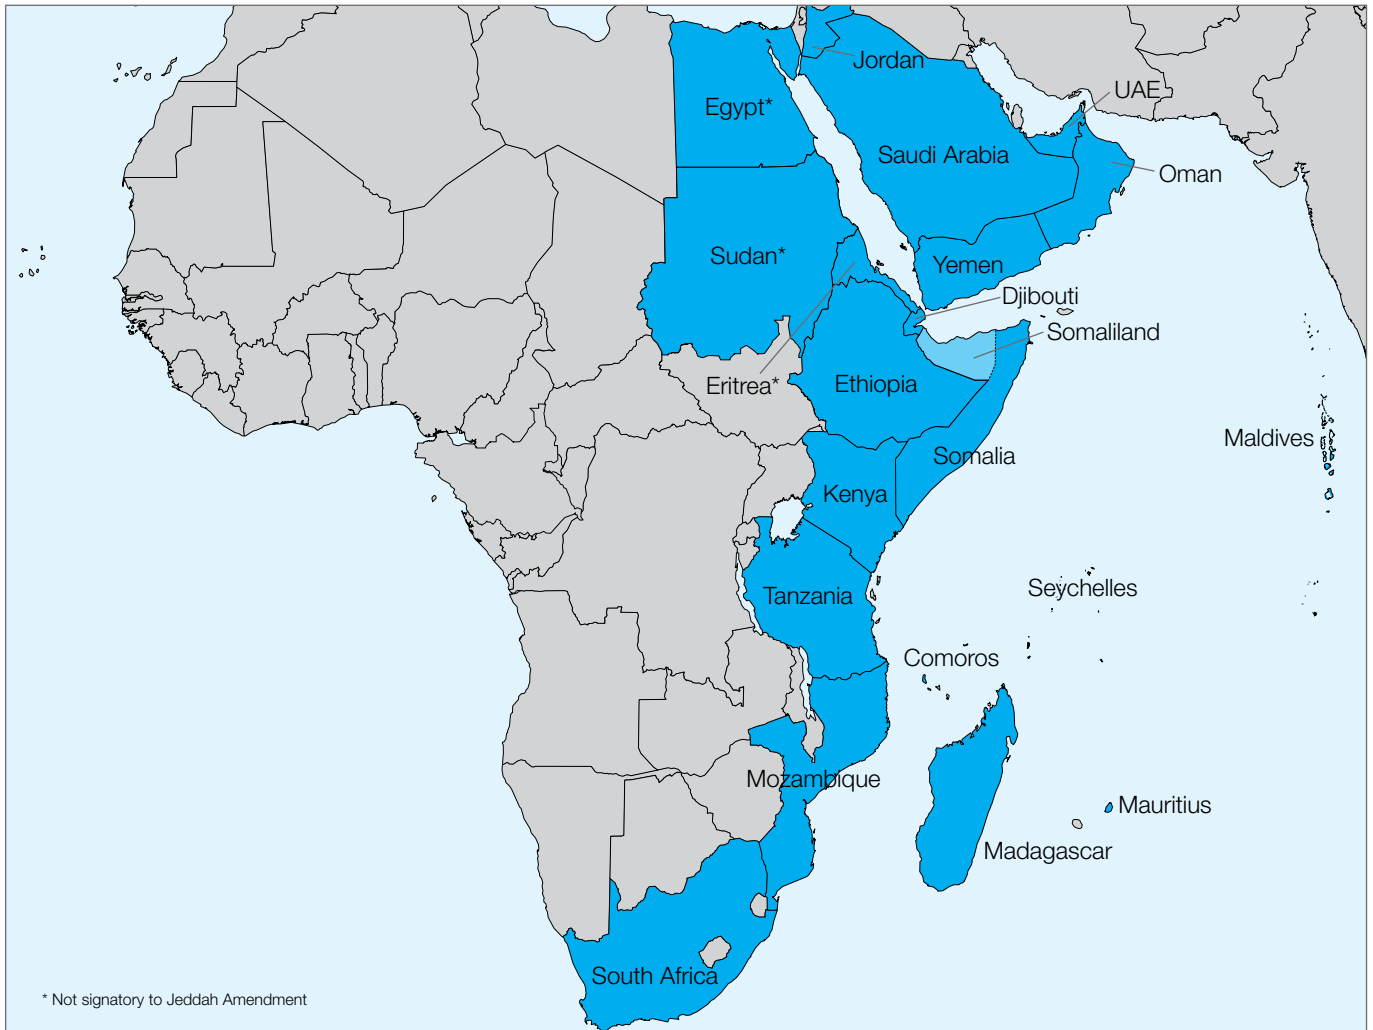 Jordan
UAE
Egypt*
Saudi Arabia
Oman
Sudan*
Yemen
Djibouti
Somaliland
Eritrea*
Ethiopia
Maldives
Somalia
Kenya
Seychelles
Tanzania
Comoros
Mozambique
Mauritius
Madagascar
South Africa
* Not signatory to Jeddah Amendment